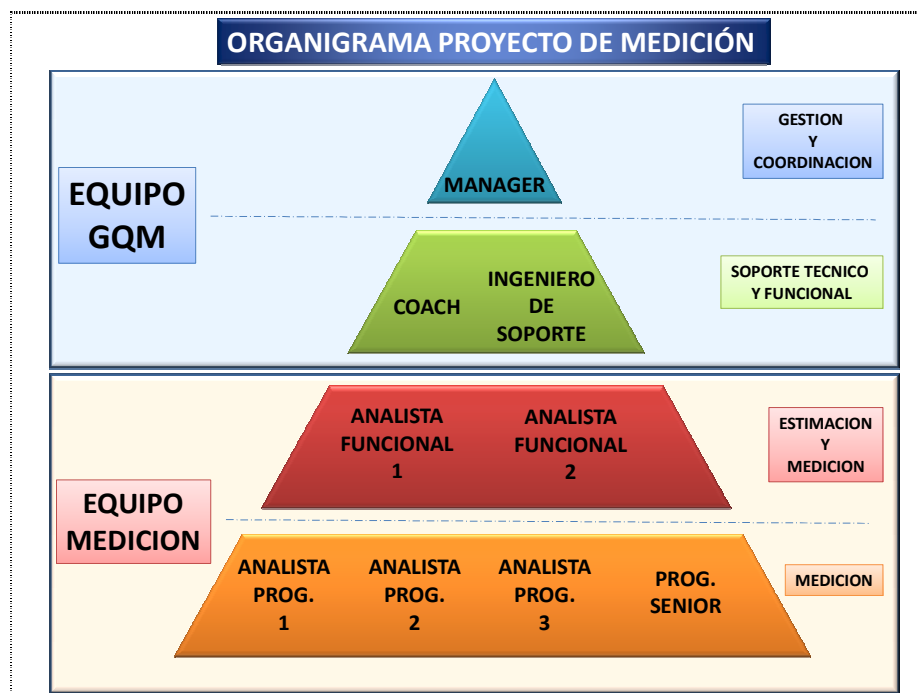 ORGANIGRAMA PROYECTO DE MEDICIÓN
EQUIPO
GQM
MANAGER
GESTION
Y
COORDINACION
COACH
INGENIERO
DE
SOPORTE
SOPORTE TECNICO
Y FUNCIONAL
EQUIPO
MEDICION
ANALISTA
FUNCIONAL
1
ANALISTA
FUNCIONAL
2
ESTIMACION
Y
MEDICION
ANALISTA
PROG.
1
ANALISTA
PROG.
2
ANALISTA
PROG.
3
PROG.
SENIOR
MEDICION